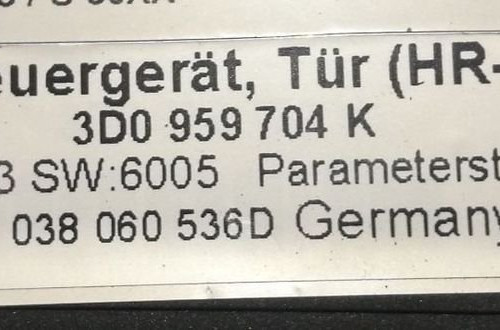 euergerät, Tür (HR-
3D0 959 704 K
3 SW:6005 Parameterst
038 060 536D Germany